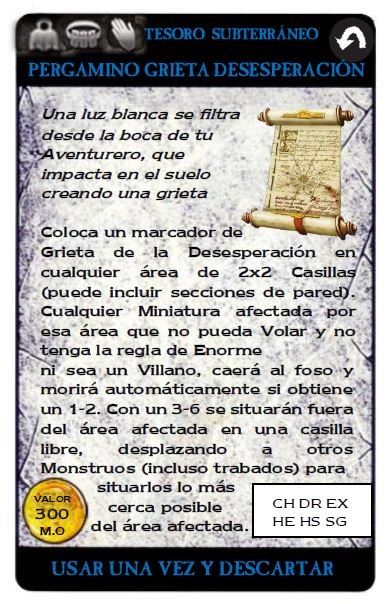 TESORO SUBTERRÁNEO
PERGAMINO GRIETA DESESPERACIÓN
Una luz blanca se filtra
desde la boca de tu
Aventurero, que
impacta en el suelo
creando una grieta
Coloca un marcador de
Grieta de la Desesperación en
cualquier área de 2x2 Casillas
(puede incluir secciones de pared).
Cualquier Miniatura afectada por
esa área que no pueda Volar y no
tenga la regla de Enorme
ni sea un Villano, caerá al foso y
morirá automáticamente si obtiene
un 1-2. Con un 3-6 se situarán fuera
del área afectada en una casilla
libre, desplazando a otros
Monstruos (incluso trabados) para
situarlos lo más
cerca posible
del área afectada.
VALOR
300
M.O
CH DR EX
HE HS SG
USAR UNA VEZ Y DESCARTAR